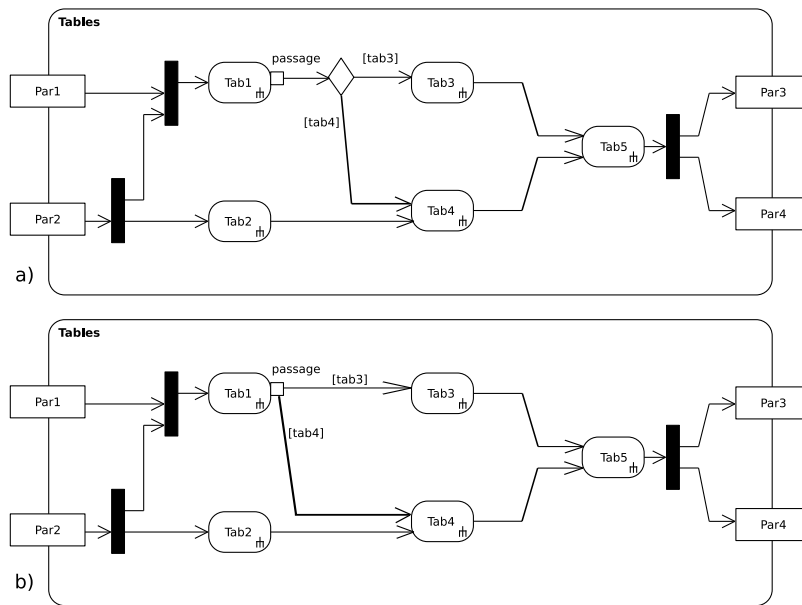 Tables
passage
[tab3]
Par1
Tab1
Tab3
Par3
[tab4]
Tab5
Par2
Tab2
Tab4
Par4
a)
Tables
passage
[tab3]
Par1
Tab1
Tab3
Par3
[tab4]
Tab5
Par2
Tab2
Tab4
Par4
b)